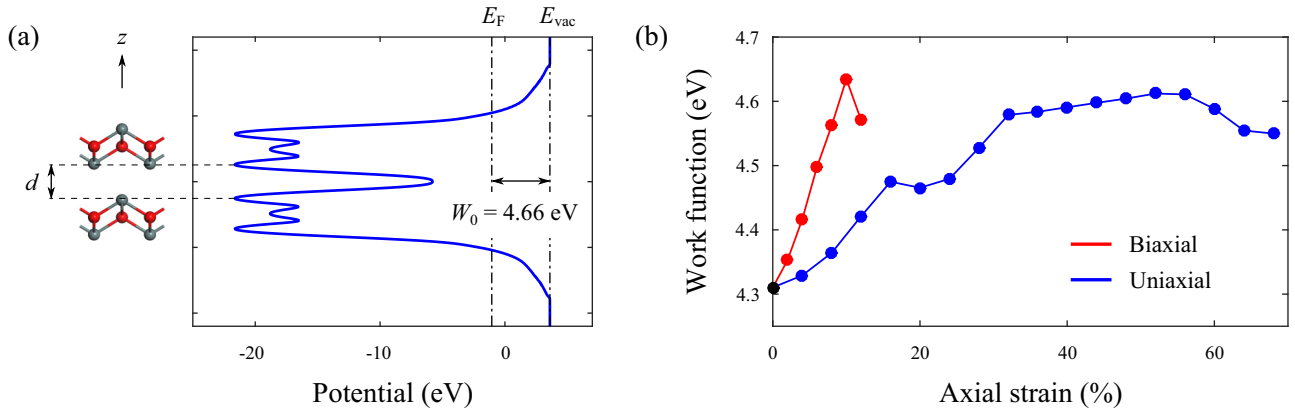 (a)
z
d
E_F
E_vac
W_0 = 4.66 eV
-20
-10
0
Potential (eV)
(b)
4.7
4.6
4.5
4.4
4.3
Work function (eV)
Biaxial
Uniaxial
0
20
40
60
Axial strain (%)